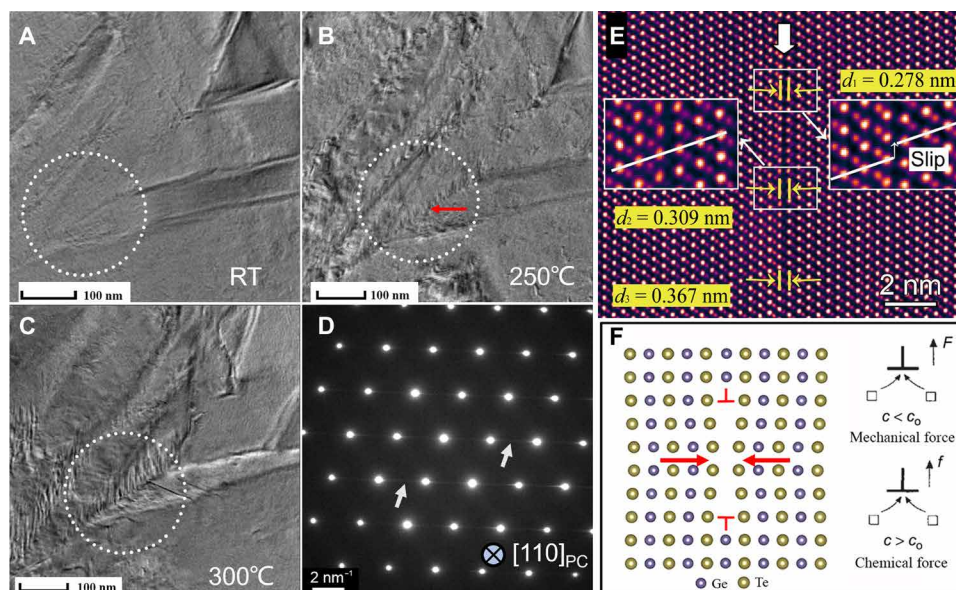 A
RT
100 nm
B
250℃
100 nm
C
300℃
100 nm
D
[110]PC
2 nm⁻¹
E
d₁ = 0.278 nm
Slip
d₂ = 0.309 nm
d₃ = 0.367 nm
2 nm
F
F
c < c₀
Mechanical force
f
c > c₀
Chemical force
Ge Te